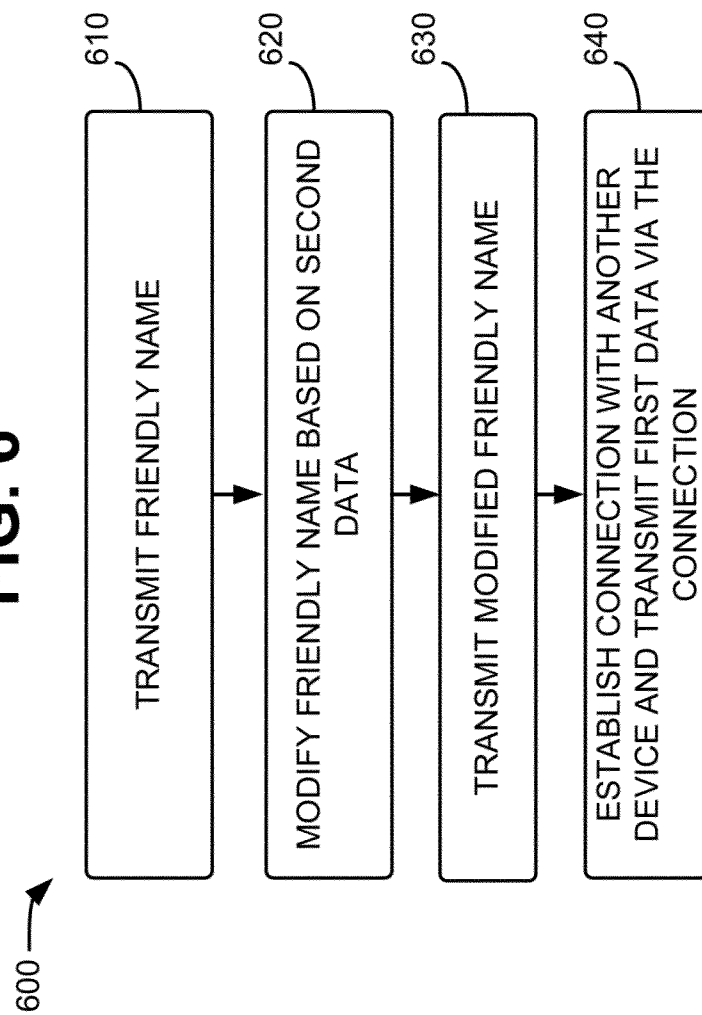 600
610
TRANSMIT FRIENDLY NAME
620
MODIFY FRIENDLY NAME BASED ON SECOND
DATA
630
TRANSMIT MODIFIED FRIENDLY NAME
640
ESTABLISH CONNECTION WITH ANOTHER
DEVICE AND TRANSMIT FIRST DATA VIA THE
CONNECTION